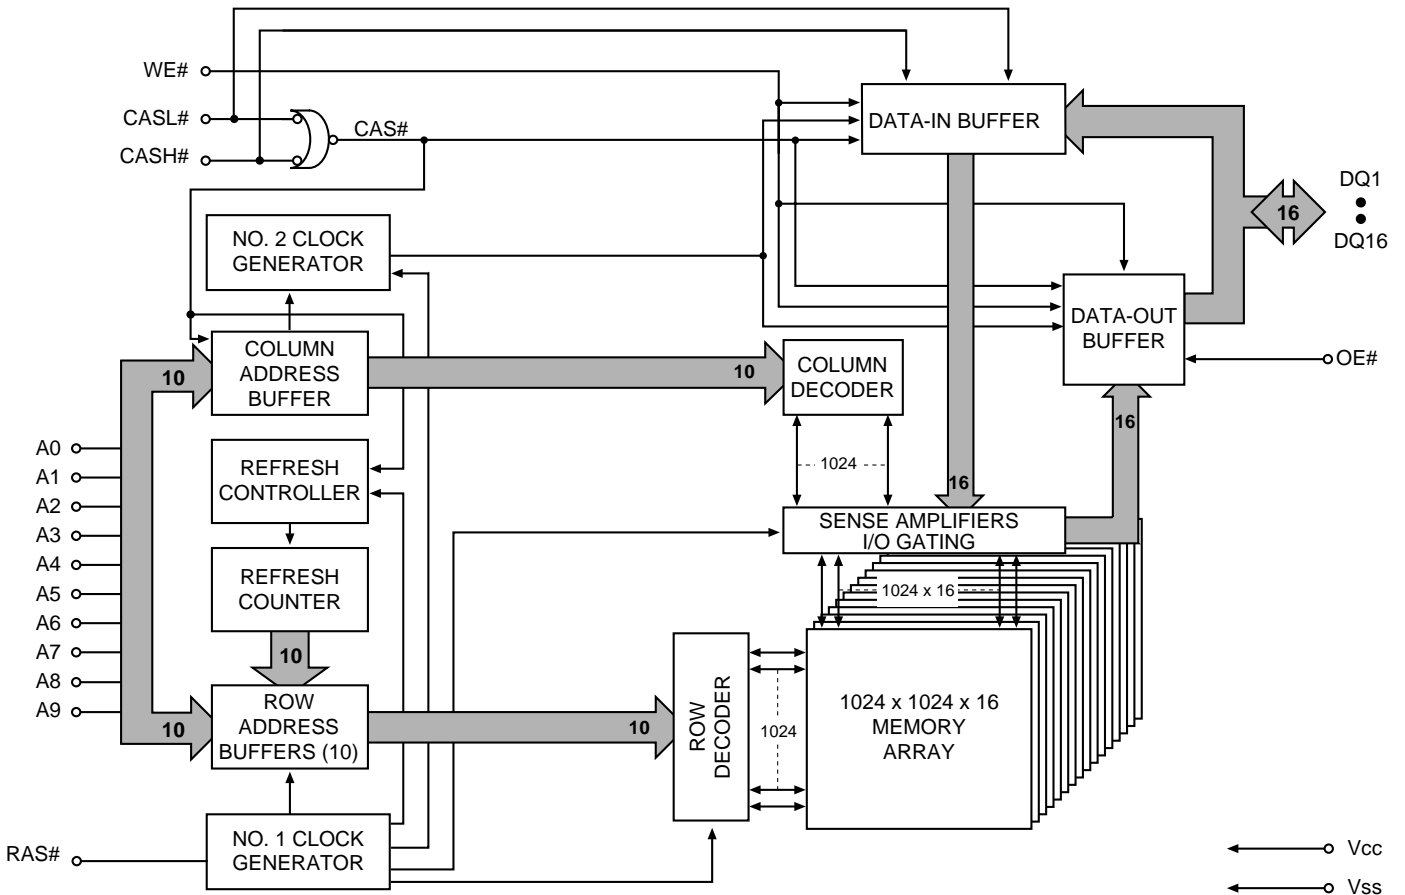 WE#
CASL#
CASH#
CAS#
DATA-IN BUFFER
DQ1
16
DQ16
NO. 2 CLOCK
GENERATOR
DATA-OUT
BUFFER
OE#
COLUMN
ADDRESS
BUFFER
10
10
COLUMN
DECODER
16
A0
A1
A2
A3
A4
A5
A6
A7
A8
A9
REFRESH
CONTROLLER
1024
16
SENSE AMPLIFIERS
I/O GATING
REFRESH
COUNTER
1024 x 16
10
ROW
ADDRESS
BUFFERS (10)
10
10
ROW
DECODER
1024
1024 x 1024 x 16
MEMORY
ARRAY
RAS#
NO. 1 CLOCK
GENERATOR
Vcc
Vss